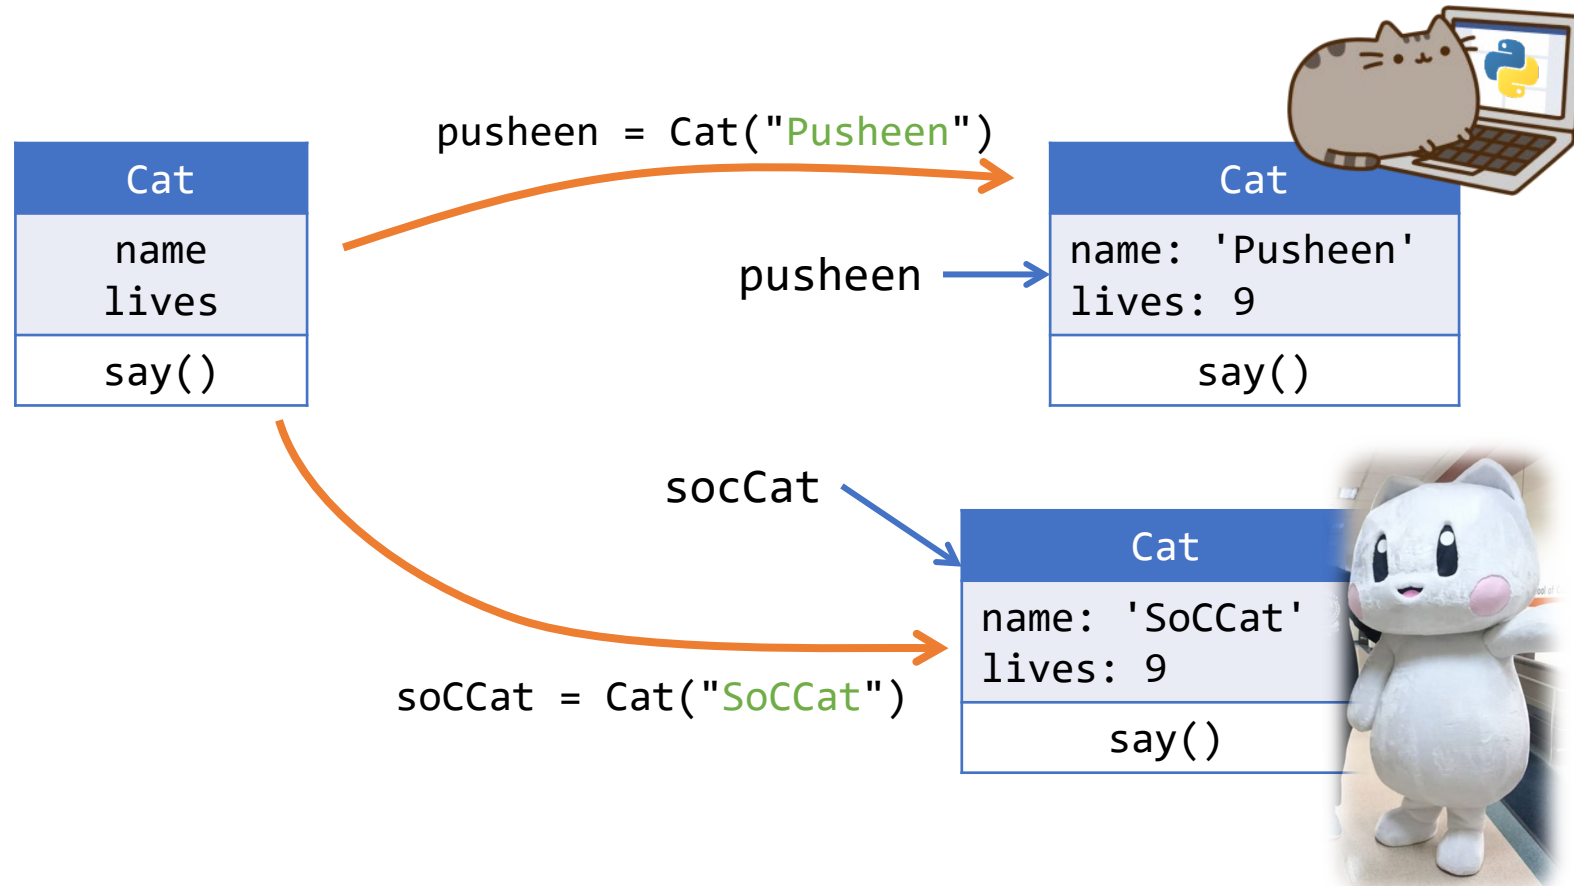 pusheen = Cat("Pusheen")
Cat
name
lives
say()
Cat
name: 'Pusheen'
lives: 9
say()
pusheen
socCat
Cat
name: 'SoCCat'
lives: 9
say()
soCCat = Cat("SoCCat")